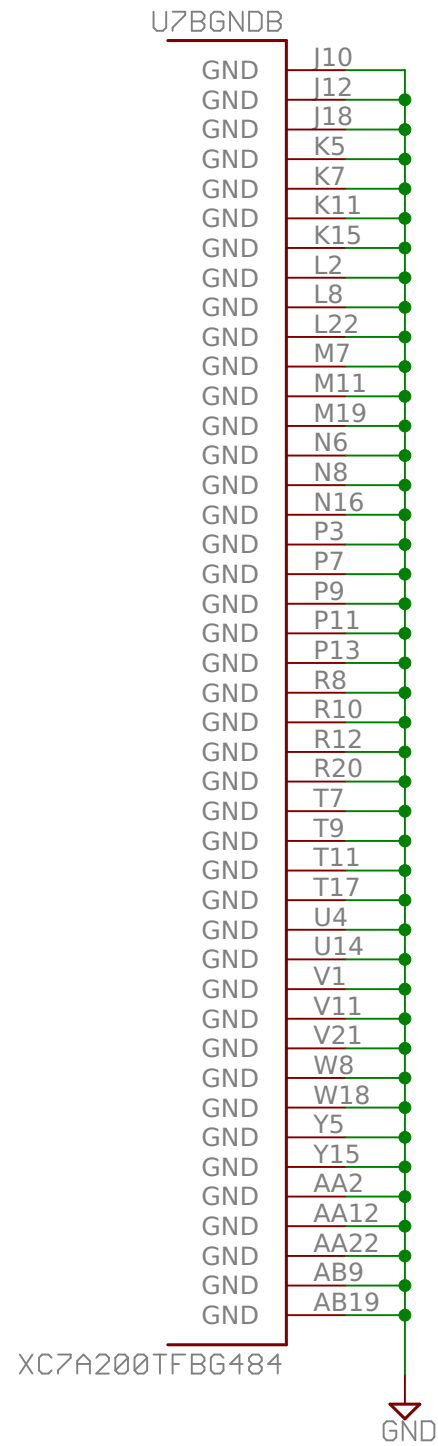 U7BGNDB
GND J10
GND J12
GND J18
GND K5
GND K7
GND K11
GND K15
GND L2
GND L8
GND L22
GND M7
GND M11
GND M19
GND N6
GND N8
GND N16
GND P3
GND P7
GND P9
GND P11
GND P13
GND R8
GND R10
GND R12
GND R20
GND T7
GND T9
GND T11
GND T17
GND U4
GND U14
GND V1
GND V11
GND V21
GND W8
GND W18
GND Y5
GND Y15
GND AA2
GND AA12
GND AA22
GND AB9
GND AB19
XC7A200TFBG484
GND